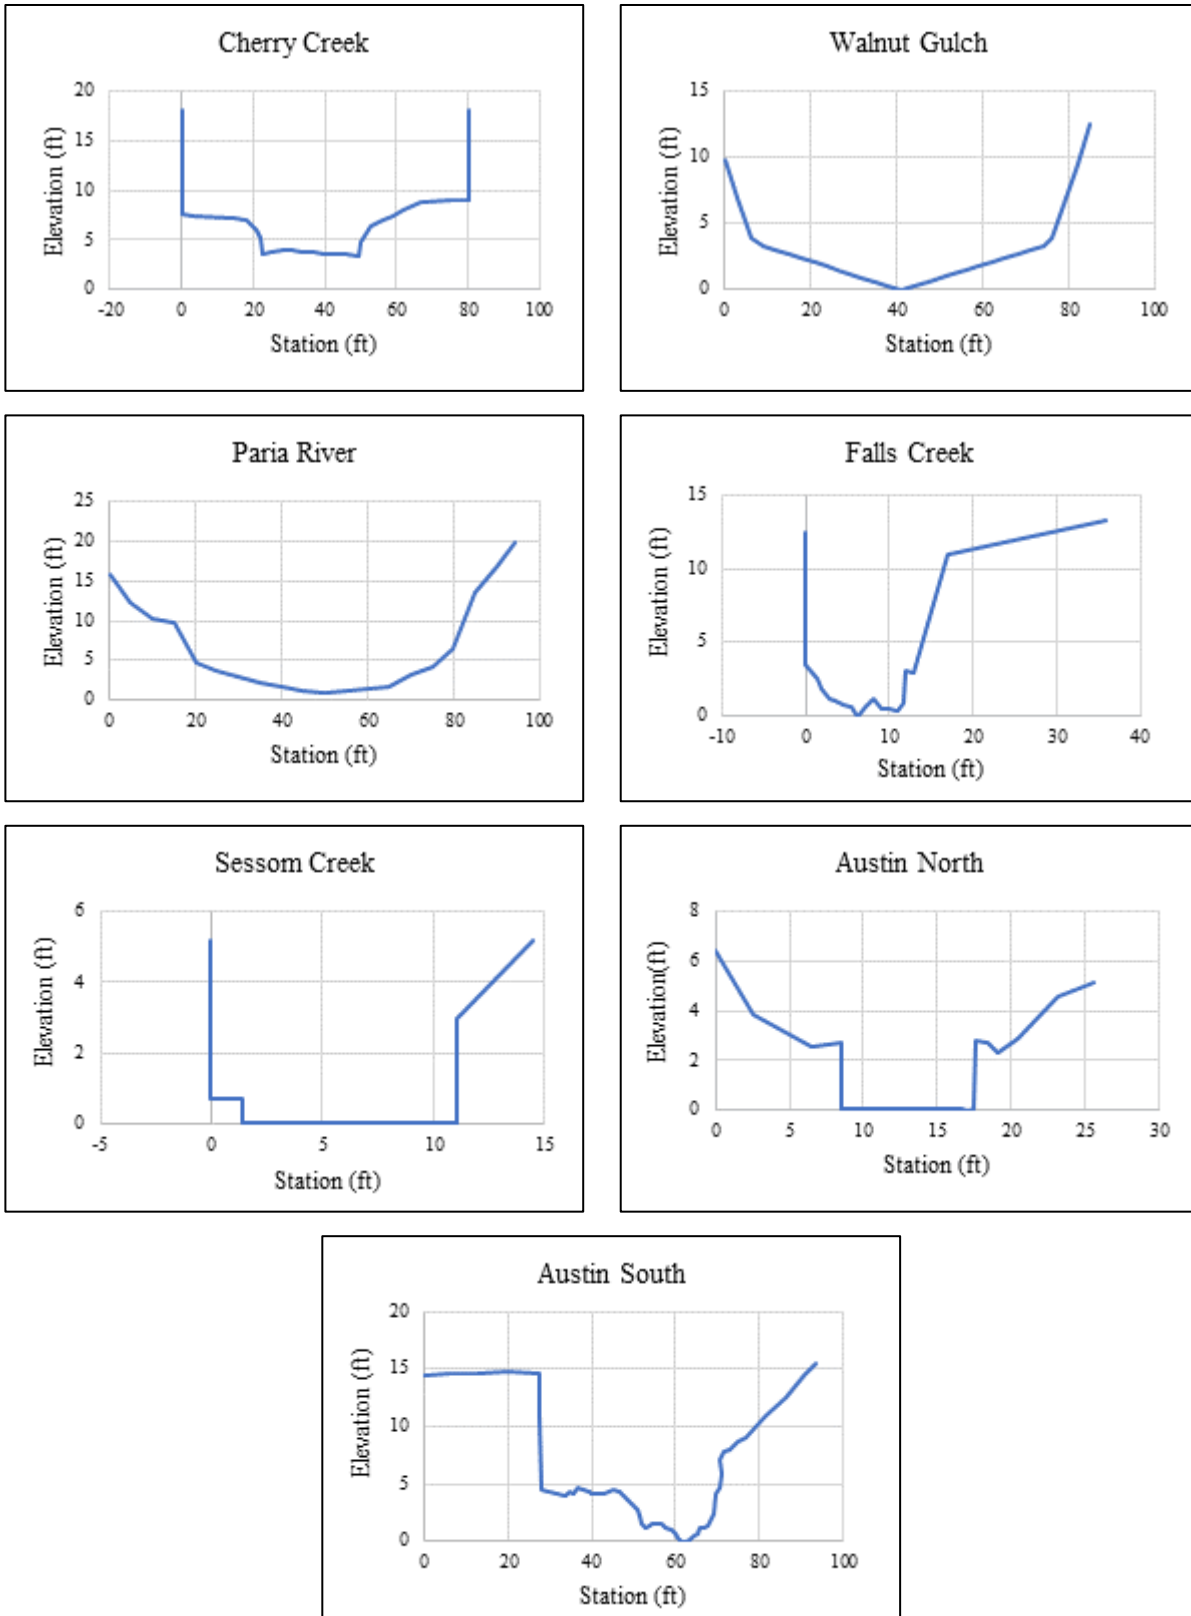 Cherry Creek
20
15
10
5
0
Elevation (ft)
-20 0 20 40 60 80 100
Station (ft)
Walnut Gulch
15
10
5
0
Elevation (ft)
0 20 40 60 80 100
Station (ft)
Paria River
25
20
15
10
5
0
Elevation (ft)
0 20 40 60 80 100
Station (ft)
Falls Creek
15
10
5
0
Elevation (ft)
-10 0 10 20 30 40
Station (ft)
Sessom Creek
6
4
2
0
Elevation (ft)
-5 0 5 10 15
Station (ft)
Austin North
8
6
4
2
0
Elevation(ft)
0 5 10 15 20 25 30
Station (ft)
Austin South
20
15
10
5
0
Elevation (ft)
0 20 40 60 80 100
Station (ft)